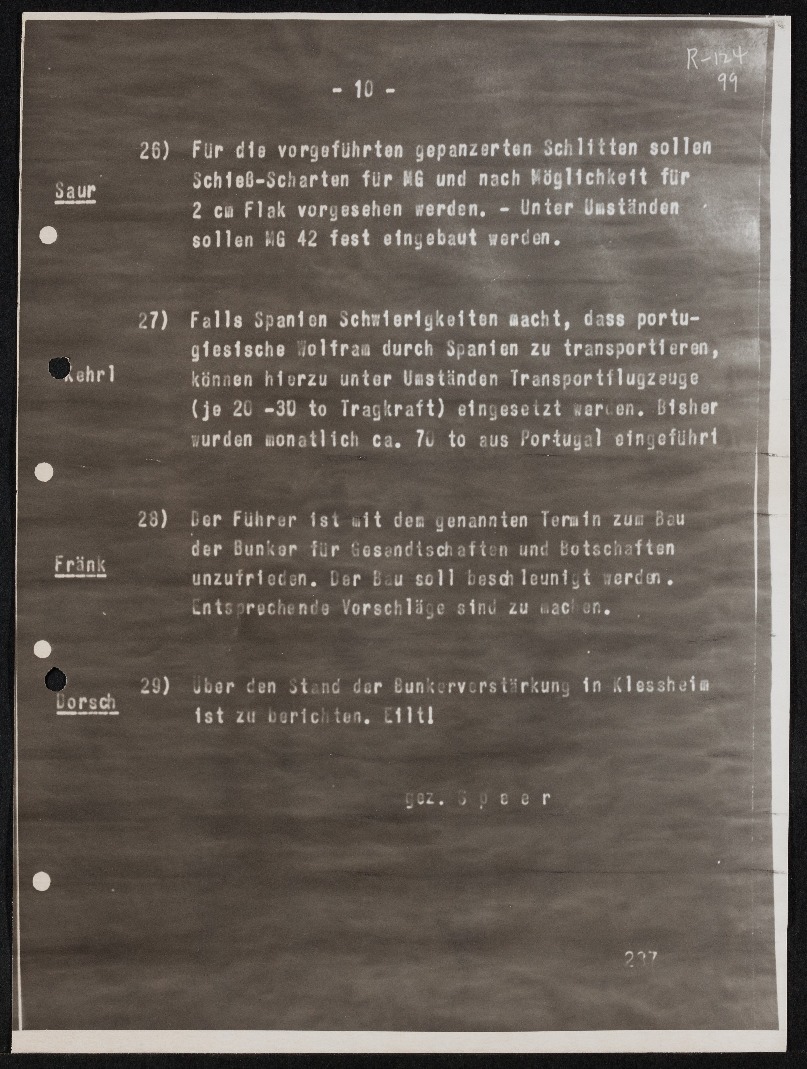 R-124
99
- 10 -
26) Für die vorgeführten gepanzerten Schlitten sollen
Saur
Schieß-Scharten für MG und nach Möglichkeit für
2 cm Flak vorgesehen werden. - Unter Umständen
sollen MG 42 fest eingebaut werden.
27) Falls Spanien Schwierigkeiten macht, dass portu-
giesische Wolfram durch Spanien zu transportieren,
Kehrl
können hierzu unter Umständen Transportflugzeuge
(je 20 -30 to Tragkraft) eingesetzt werden. Bisher
wurden monatlich ca. 70 to aus Portugal eingeführt
28) Der Führer ist mit dem genannten Termin zum Bau
der Bunker für Gesandtschaften und Botschaften
Fränk
unzufrieden. Der Bau soll beschleunigt werden.
Entsprechende Vorschläge sind zu machen.
29) Über den Stand der Bunkerverstärkung in Klessheim
Dorsch
ist zu berichten. Eilt!
gez. S p e e r